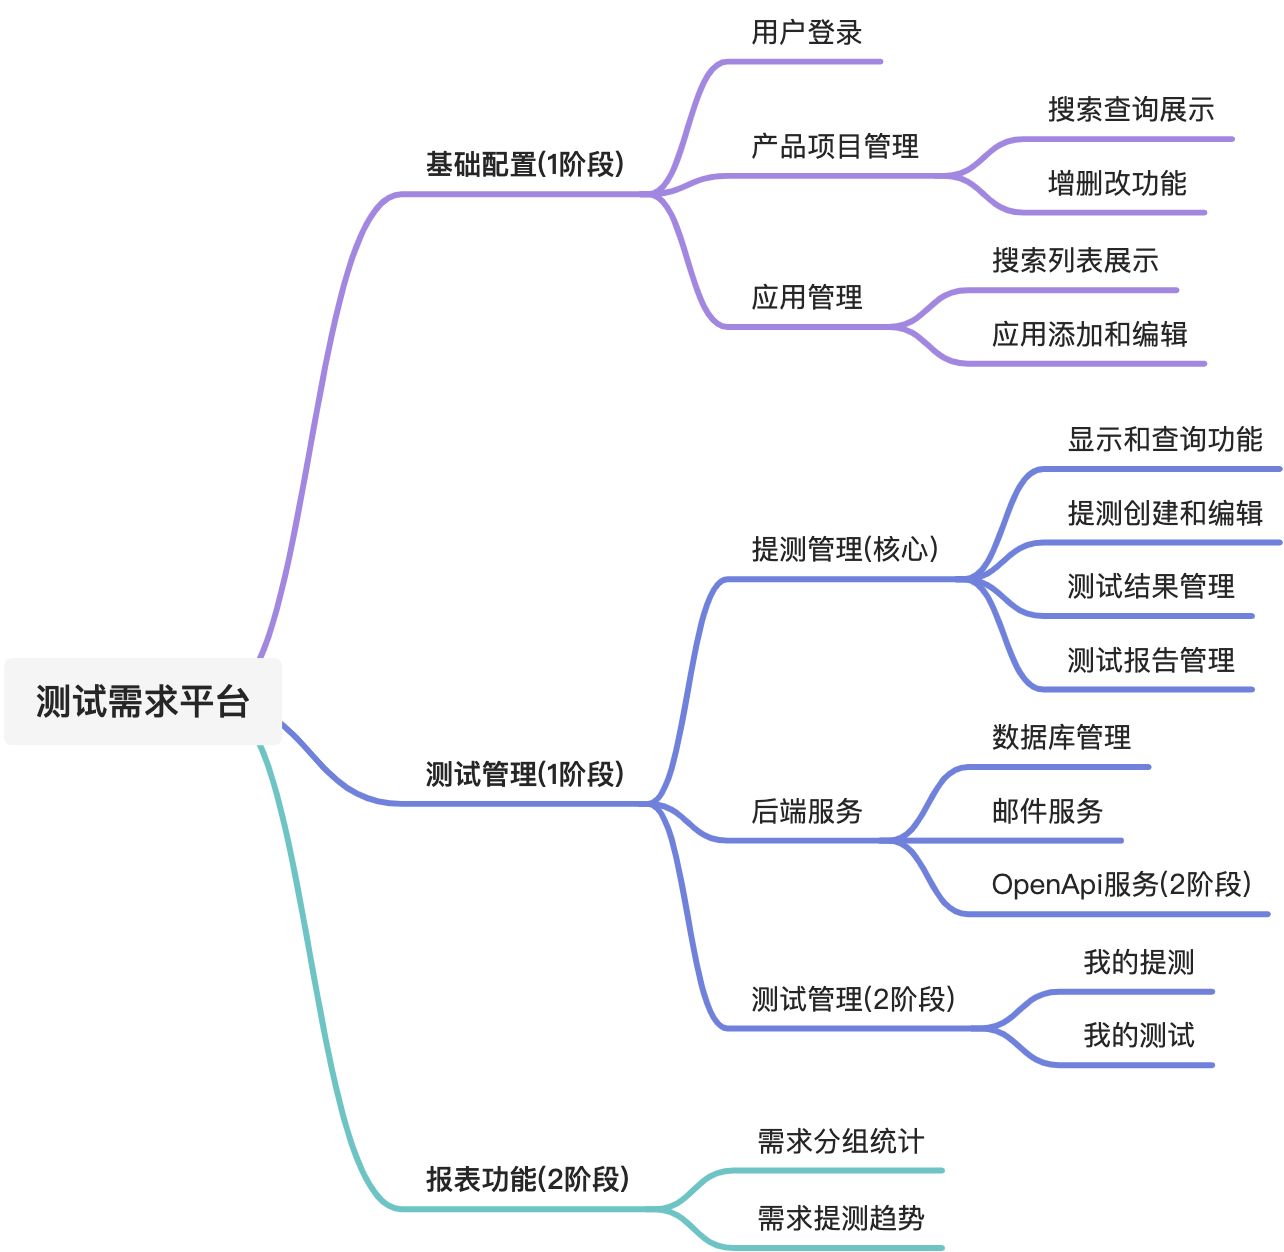 测试需求平台
基础配置(1阶段)
用户登录
产品项目管理
搜索查询展示
增删改功能
应用管理
搜索列表展示
应用添加和编辑
测试管理(1阶段)
提测管理(核心)
显示和查询功能
提测创建和编辑
测试结果管理
测试报告管理
后端服务
数据库管理
邮件服务
OpenApi服务(2阶段)
测试管理(2阶段)
我的提测
我的测试
报表功能(2阶段)
需求分组统计
需求提测趋势